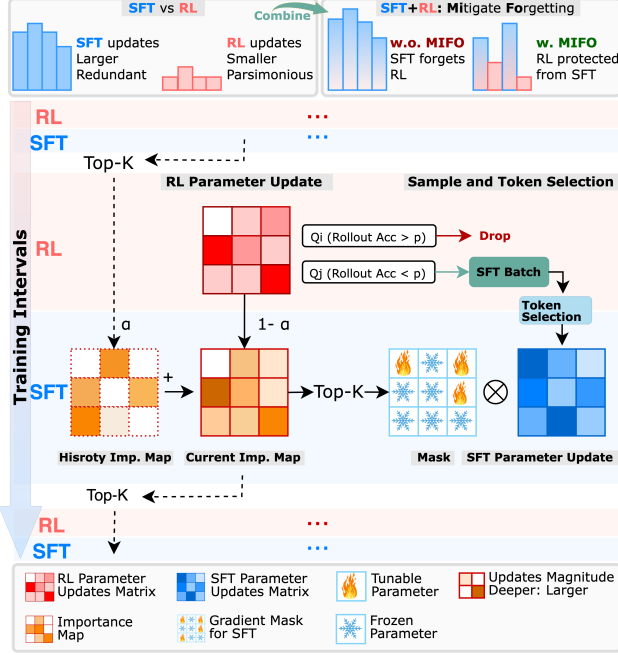 SFT vs RL
Combine
SFT+RL: Mitigate Forgetting
SFT updates
Larger
Redundant
RL updates
Smaller
Parsimonious
w.o. MIFO
SFT forgets
RL
w. MIFO
RL protected
from SFT
Training Intervals
RL
...
SFT
...
Top-K
RL Parameter Update
Sample and Token Selection
RL
Qi (Rollout Acc > p)
Drop
Qj (Rollout Acc < p)
SFT Batch
Token
Selection
α
1- α
SFT
+
Top-K
Hisroty Imp. Map
Current Imp. Map
Mask
SFT Parameter Update
Top-K
RL
...
SFT
...
RL Parameter
Updates Matrix
SFT Parameter
Updates Matrix
Tunable
Parameter
Updates Magnitude
Deeper: Larger
Importance
Map
Gradient Mask
for SFT
Frozen
Parameter